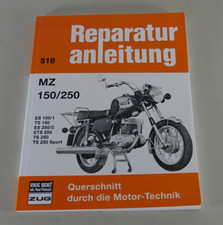 Reparatur
anleitung
510
MZ
150/250
ES 150/1
TS 150
ES 250/2
ETS 250
TS 250
TS 250 Sport
ZUG
Querschnitt
durch die Motor-Technik